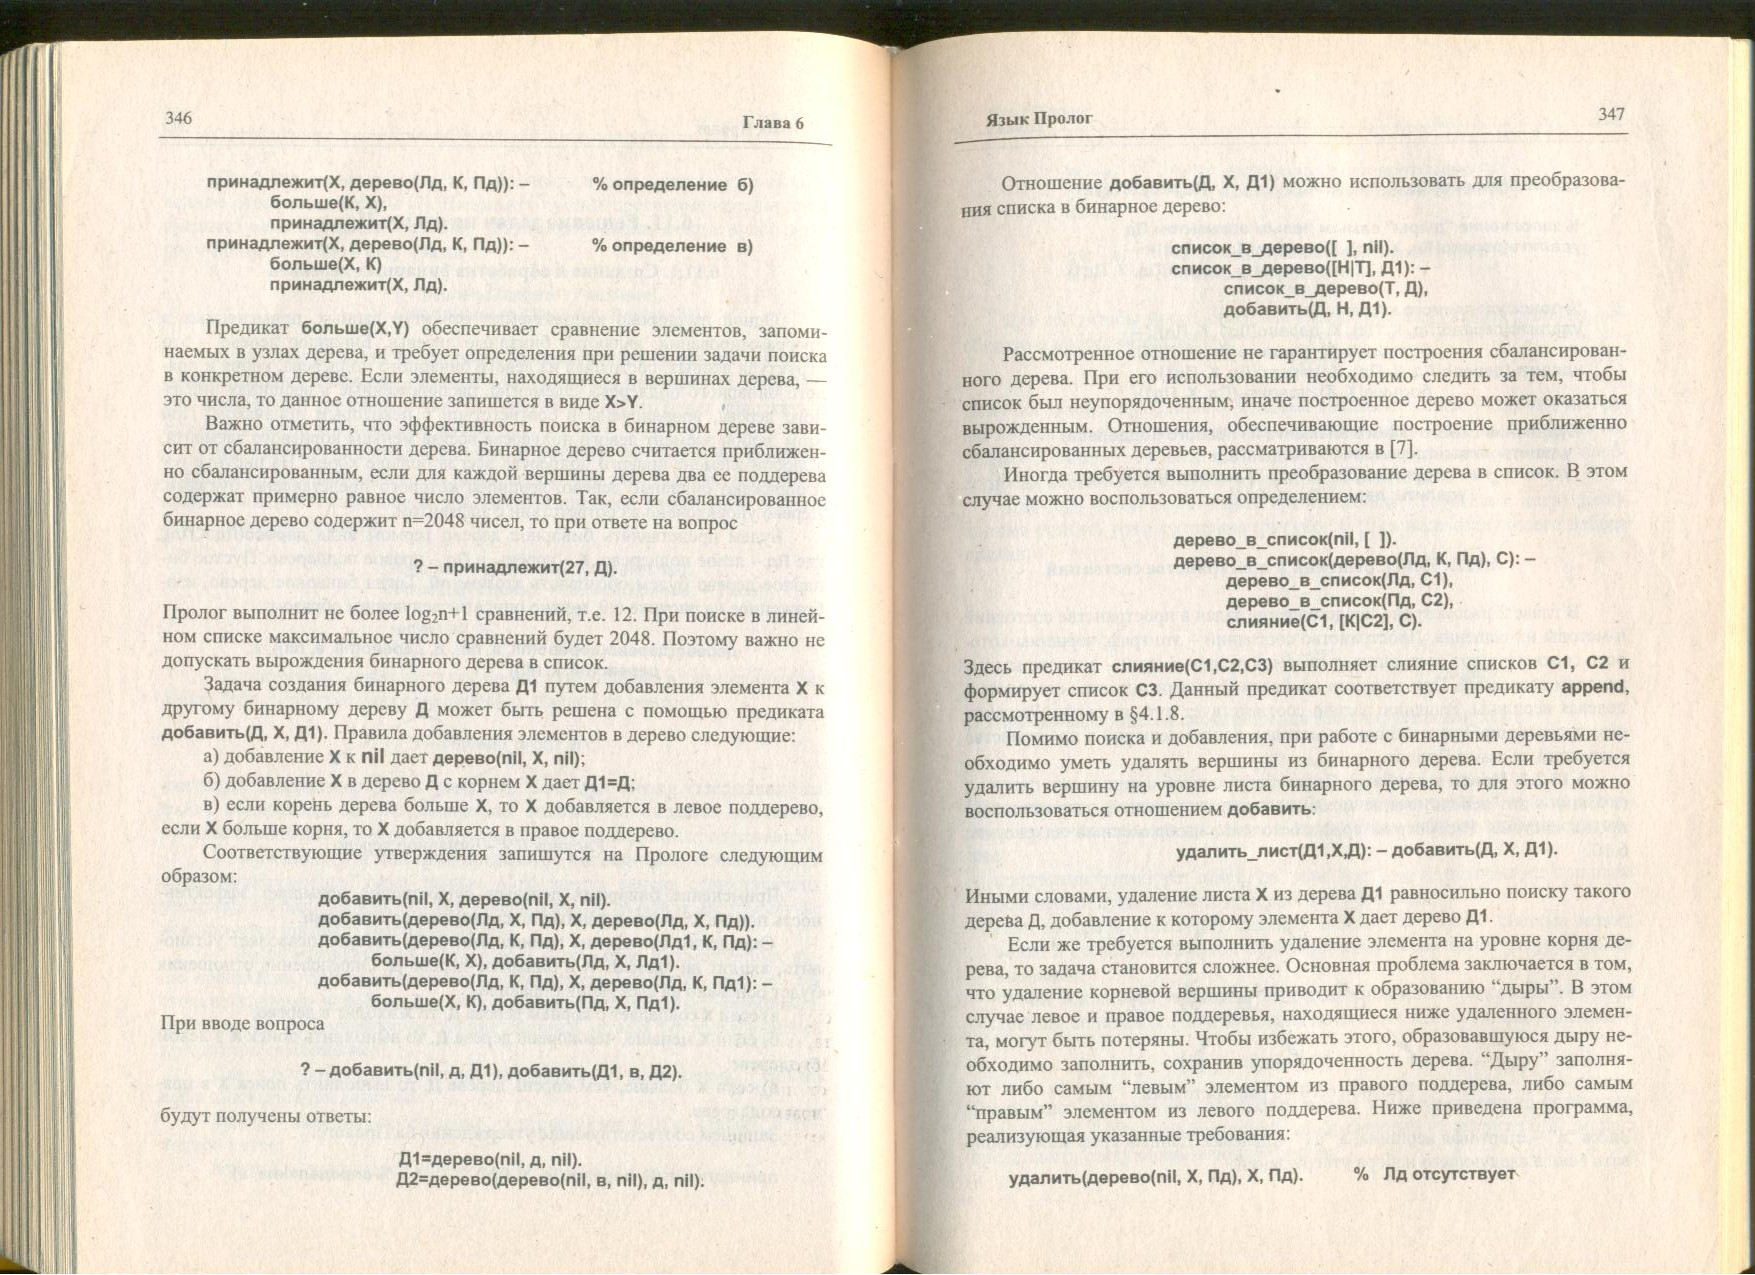 346
Глава 6
принадлежит(X, дерево(Лд, К, Пд)): – % определение б)
больше(К, X),
принадлежит(X, Лд).
принадлежит(X, дерево(Лд, К, Пд)): – % определение в)
больше(X, К)
принадлежит(X, Лд).
Предикат больше(X,Y) обеспечивает сравнение элементов, запоми-
наемых в узлах дерева, и требует определения при решении задачи поиска
в конкретном дереве. Если элементы, находящиеся в вершинах дерева, —
это числа, то данное отношение запишется в виде X>Y.
Важно отметить, что эффективность поиска в бинарном дереве зави-
сит от сбалансированности дерева. Бинарное дерево считается приближен-
но сбалансированным, если для каждой вершины дерева два ее поддерева
содержат примерно равное число элементов. Так, если сбалансированное
бинарное дерево содержит n=2048 чисел, то при ответе на вопрос
? – принадлежит(27, Д).
Пролог выполнит не более log₂n+1 сравнений, т.е. 12. При поиске в линей-
ном списке максимальное число сравнений будет 2048. Поэтому важно не
допускать вырождения бинарного дерева в список.
Задача создания бинарного дерева Д1 путем добавления элемента X к
другому бинарному дереву Д может быть решена с помощью предиката
добавить(Д, X, Д1). Правила добавления элементов в дерево следующие:
а) добавление X к nil дает дерево(nil, X, nil);
б) добавление X в дерево Д с корнем X дает Д1=Д;
в) если корень дерева больше X, то X добавляется в левое поддерево,
если X больше корня, то X добавляется в правое поддерево.
Соответствующие утверждения запишутся на Прологе следующим
образом:
добавить(nil, X, дерево(nil, X, nil).
добавить(дерево(Лд, X, Пд), X, дерево(Лд, X, Пд)).
добавить(дерево(Лд, К, Пд), X, дерево(Лд1, К, Пд): –
больше(К, X), добавить(Лд, X, Лд1).
добавить(дерево(Лд, К, Пд), X, дерево(Лд, К, Пд1): –
больше(X, К), добавить(Пд, X, Пд1).
При вводе вопроса
? – добавить(nil, д, Д1), добавить(Д1, в, Д2).
будут получены ответы:
Д1=дерево(nil, д, nil).
Д2=дерево(дерево(nil, в, nil), д, nil).
Язык Пролог
347
Отношение добавить(Д, X, Д1) можно использовать для преобразова-
ния списка в бинарное дерево:
список_в_дерево([ ], nil).
список_в_дерево([H|T], Д1): –
список_в_дерево(T, Д),
добавить(Д, H, Д1).
Рассмотренное отношение не гарантирует построения сбалансирован-
ного дерева. При его использовании необходимо следить за тем, чтобы
список был неупорядоченным, иначе построенное дерево может оказаться
вырожденным. Отношения, обеспечивающие построение приближенно
сбалансированных деревьев, рассматриваются в [7].
Иногда требуется выполнить преобразование дерева в список. В этом
случае можно воспользоваться определением:
дерево_в_список(nil, [ ]).
дерево_в_список(дерево(Лд, К, Пд), С): –
дерево_в_список(Лд, С1),
дерево_в_список(Пд, С2),
слияние(С1, [К|С2], С).
Здесь предикат слияние(С1,С2,С3) выполняет слияние списков С1, С2 и
формирует список С3. Данный предикат соответствует предикату append,
рассмотренному в §4.1.8.
Помимо поиска и добавления, при работе с бинарными деревьями не-
обходимо уметь удалять вершины из бинарного дерева. Если требуется
удалить вершину на уровне листа бинарного дерева, то для этого можно
воспользоваться отношением добавить:
удалить_лист(Д1,X,Д): – добавить(Д, X, Д1).
Иными словами, удаление листа X из дерева Д1 равносильно поиску такого
дерева Д, добавление к которому элемента X дает дерево Д1.
Если же требуется выполнить удаление элемента на уровне корня де-
рева, то задача становится сложнее. Основная проблема заключается в том,
что удаление корневой вершины приводит к образованию “дыры”. В этом
случае левое и правое поддеревья, находящиеся ниже удаленного элемен-
та, могут быть потеряны. Чтобы избежать этого, образовавшуюся дыру не-
обходимо заполнить, сохранив упорядоченность дерева. “Дыру” заполня-
ют либо самым “левым” элементом из правого поддерева, либо самым
“правым” элементом из левого поддерева. Ниже приведена программа,
реализующая указанные требования:
удалить(дерево(nil, X, Пд), X, Пд). % Лд отсутствует